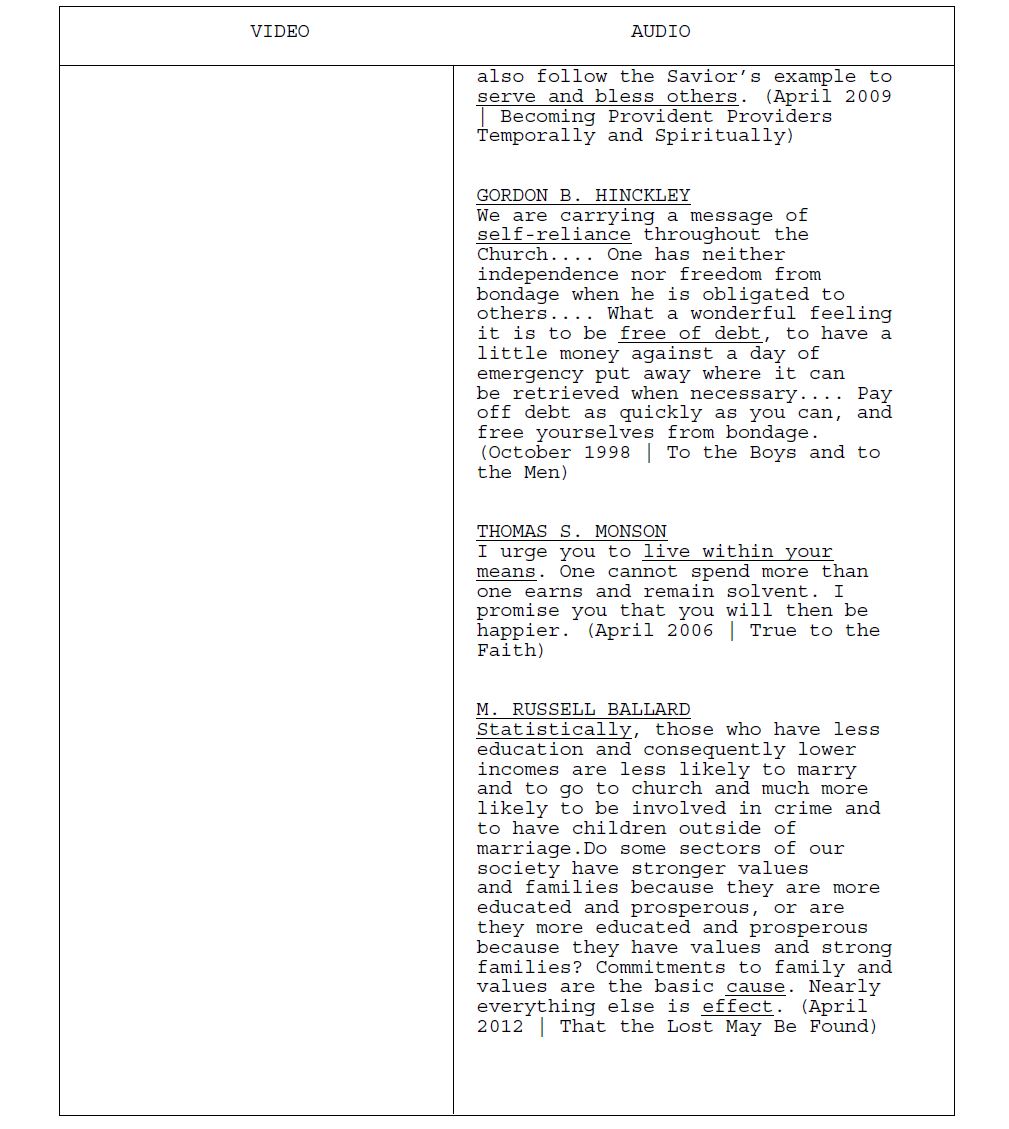 VIDEO
AUDIO
also follow the Savior’s example to
serve and bless others. (April 2009
| Becoming Provident Providers
Temporally and Spiritually)
GORDON B. HINCKLEY
We are carrying a message of
self-reliance throughout the
Church.... One has neither
independence nor freedom from
bondage when he is obligated to
others.... What a wonderful feeling
it is to be free of debt, to have a
little money against a day of
emergency put away where it can
be retrieved when necessary.... Pay
off debt as quickly as you can, and
free yourselves from bondage.
(October 1998 | To the Boys and to
the Men)
THOMAS S. MONSON
I urge you to live within your
means. One cannot spend more than
one earns and remain solvent. I
promise you that you will then be
happier. (April 2006 | True to the
Faith)
M. RUSSELL BALLARD
Statistically, those who have less
education and consequently lower
incomes are less likely to marry
and to go to church and much more
likely to be involved in crime and
to have children outside of
marriage.Do some sectors of our
society have stronger values
and families because they are more
educated and prosperous, or are
they more educated and prosperous
because they have values and strong
families? Commitments to family and
values are the basic cause. Nearly
everything else is effect. (April
2012 | That the Lost May Be Found)